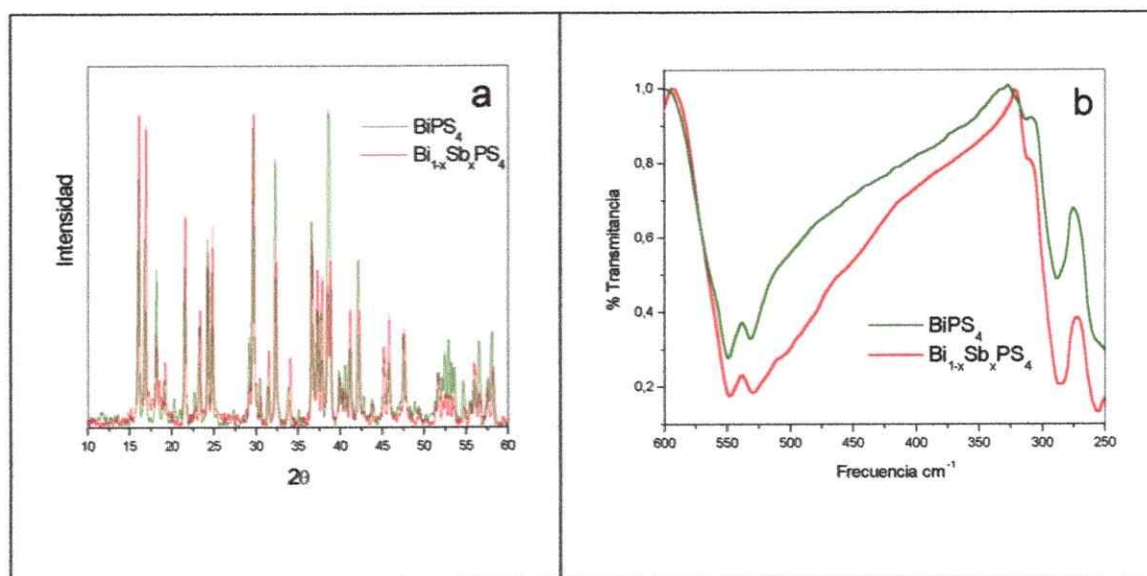 a
BiPS₄
Bi₁₋ₓSbₓPS₄
Intensidad
10 15 20 25 30 35 40 45 50 55 60
2θ
b
1,0
0,8
0,6
0,4
0,2
% Transmitancia
BiPS₄
Bi₁₋ₓSbₓPS₄
600 550 500 450 400 350 300 250
Frecuencia cm⁻¹